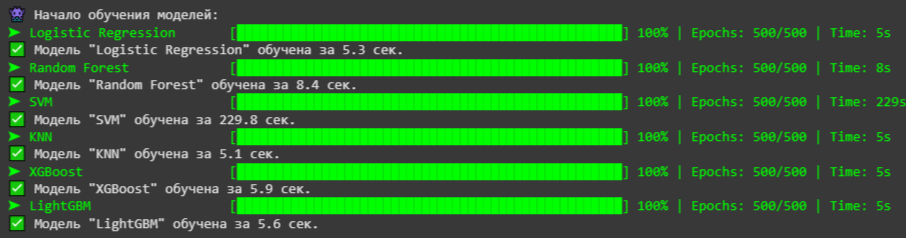 👾 Начало обучения моделей:
➤ Logistic Regression [██████████████████████████████████████████████████] 100% | Epochs: 500/500 | Time: 5s
✅ Модель "Logistic Regression" обучена за 5.3 сек.
➤ Random Forest [██████████████████████████████████████████████████] 100% | Epochs: 500/500 | Time: 8s
✅ Модель "Random Forest" обучена за 8.4 сек.
➤ SVM [██████████████████████████████████████████████████] 100% | Epochs: 500/500 | Time: 229s
✅ Модель "SVM" обучена за 229.8 сек.
➤ KNN [██████████████████████████████████████████████████] 100% | Epochs: 500/500 | Time: 5s
✅ Модель "KNN" обучена за 5.1 сек.
➤ XGBoost [██████████████████████████████████████████████████] 100% | Epochs: 500/500 | Time: 5s
✅ Модель "XGBoost" обучена за 5.9 сек.
➤ LightGBM [██████████████████████████████████████████████████] 100% | Epochs: 500/500 | Time: 5s
✅ Модель "LightGBM" обучена за 5.6 сек.